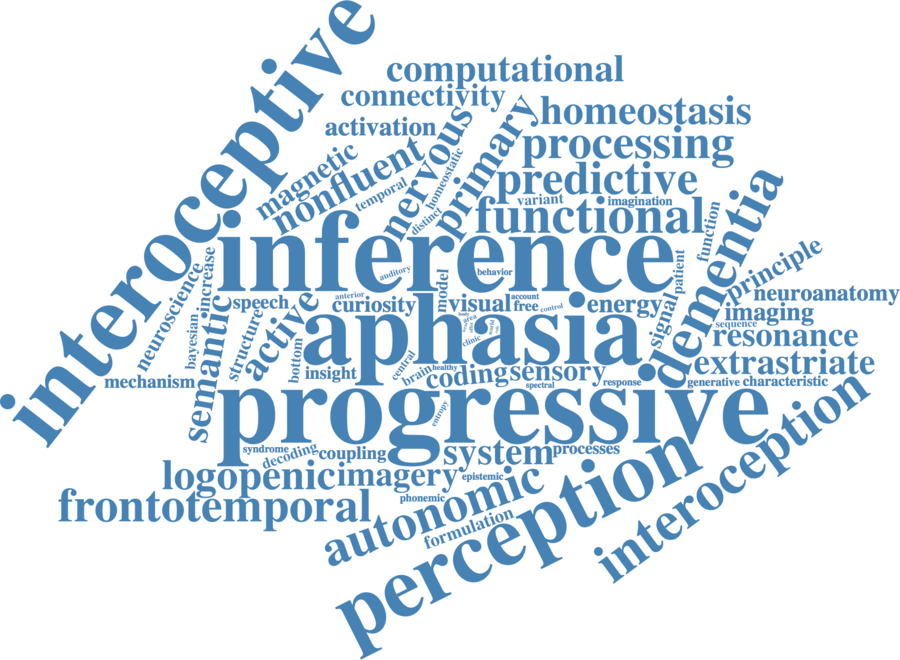 interoceptive
computational
connectivity
activation
homeostasis
processing
magnetic
nonfluent
nervous
primary
homeostatic
temporal
distinct
predictive
variant
imagination
functional
dementia
function
inference
auditory
behavior
patient
principle
neuroscience
increase
speech
anterior
curiosity
model
visual
account
free
control
energy
signal
neuroanatomy
imaging
sequence
resonance
bayesian
structure
active
aphasia
clinic
area
extrastriate
mechanism
semantic
bottom
insight
central
brain
healthy
coding
sensory
spectral
response
generative
characteristic
progressive
entropy
syndrome
decoding
coupling
system
processes
logopenic
imagery
epistemic
phonemic
frontotemporal
autonomic
formulation
perception
interoception